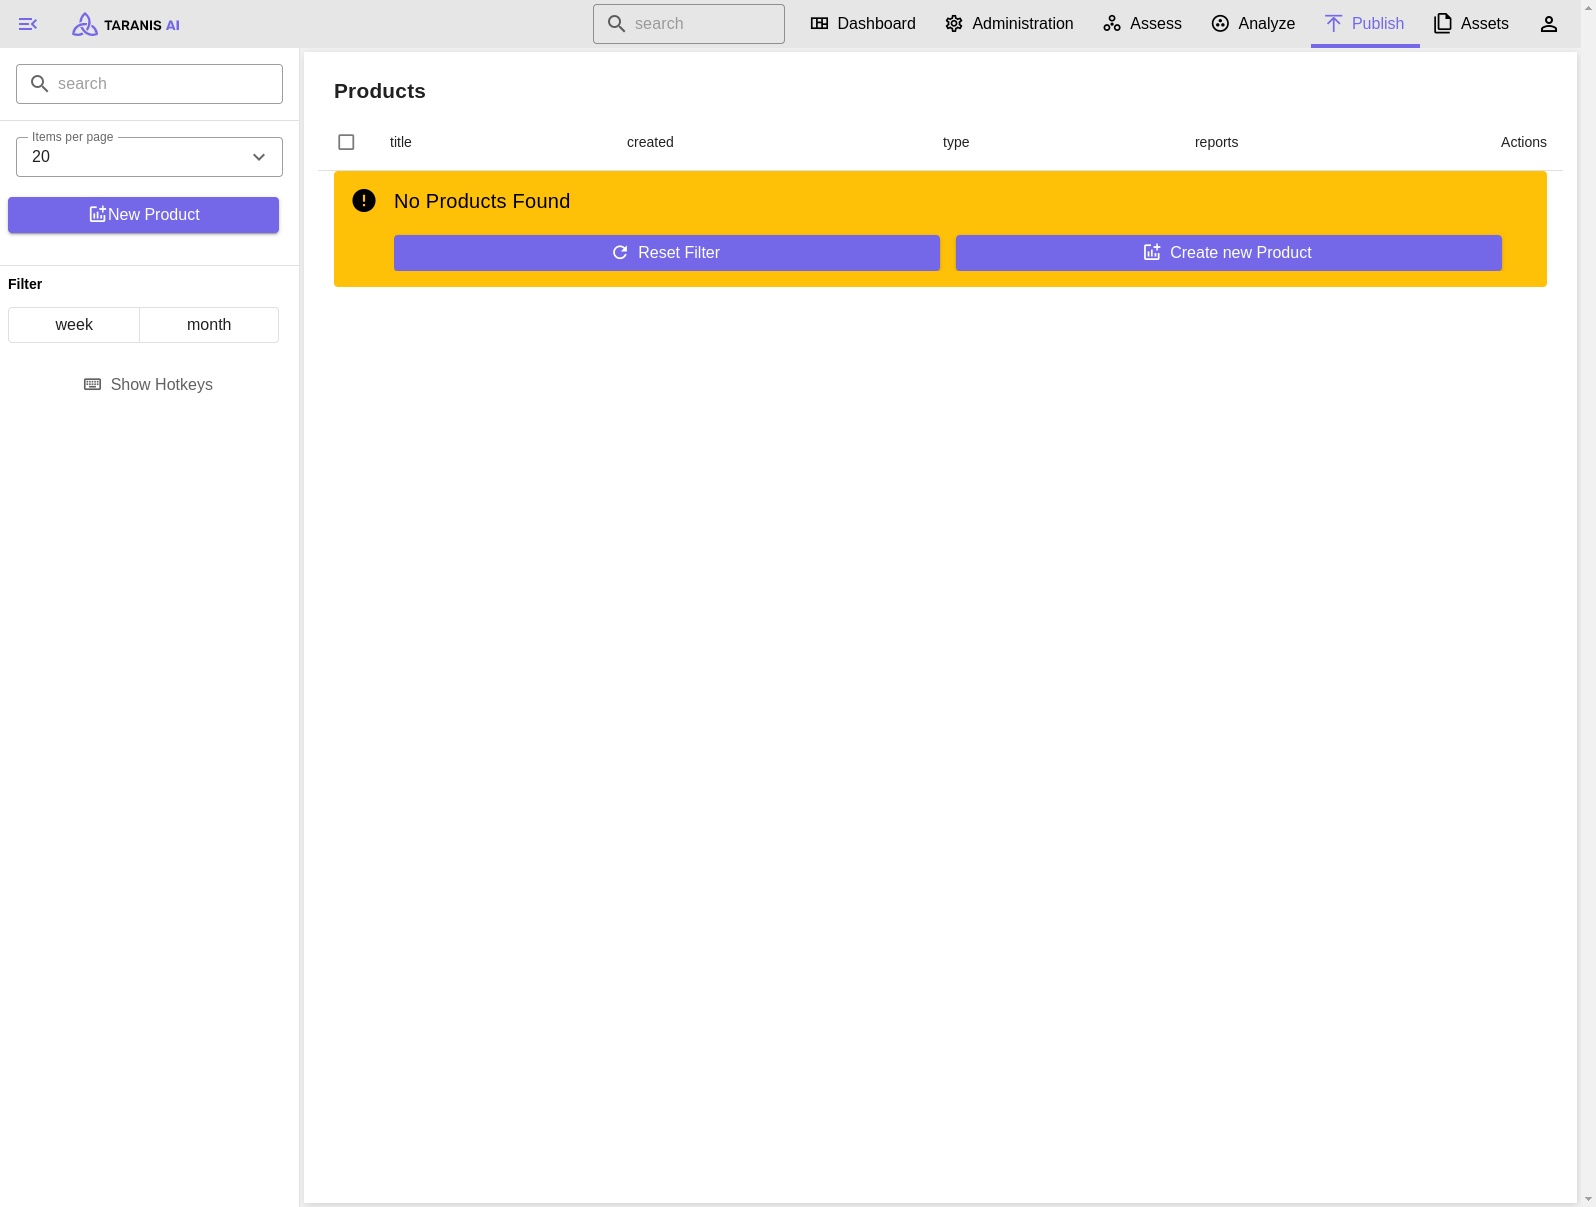 TARANIS AI
search
Dashboard
Administration
Assess
Analyze
Publish
Assets
search
Items per page
20
New Product
Filter
week
month
Show Hotkeys
Products
title
created
type
reports
Actions
No Products Found
Reset Filter
Create new Product